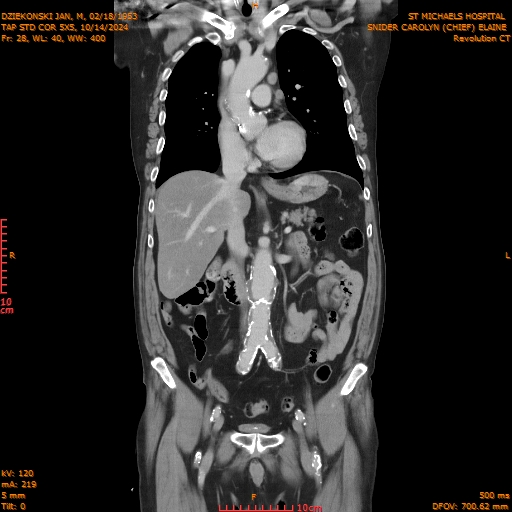 H
DZIEKONSKI JAN, M, 02/18/1953
TAP STD COR 5X5, 10/14/2024
Fr: 28, WL: 40, WW: 400
ST MICHAELS HOSPITAL
SNIDER CAROLYN (CHIEF) ELAINE
Revolution CT
R
L
10
cm
kV: 120
mA: 219
5 mm
Tilt: 0
F
10cm
500 ms
DFOV: 700.62 mm